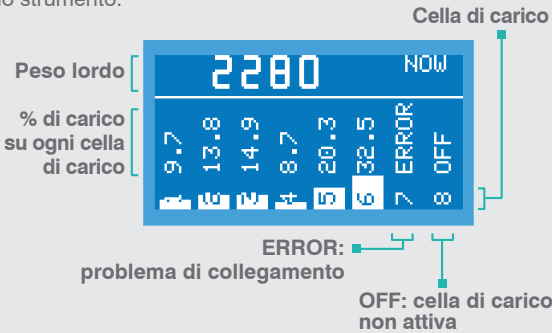 o strumento.
Cella di carico
Peso lordo
2280
NOW
% di carico
su ogni cella
di carico
9.7
13.8
14.9
8.7
20.3
32.5
ERROR
OFF
1
2
3
4
5
6
7
8
ERROR:
problema di collegamento
OFF: cella di carico
non attiva